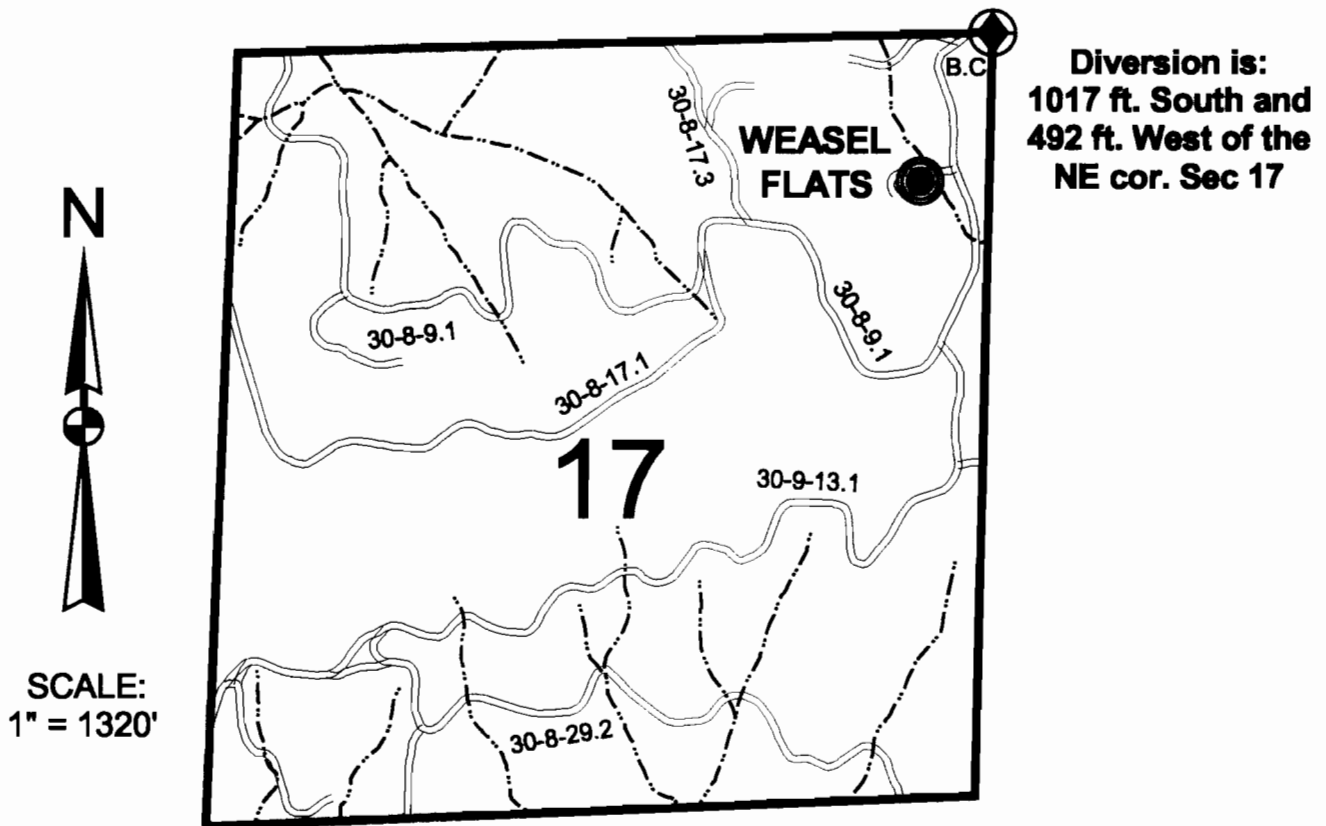 B.C
Diversion is:
1017 ft. South and
492 ft. West of the
NE cor. Sec 17
WEASEL
FLATS
30-8-17.3
N
30-8-9.1
30-8-9.1
30-8-17.1
17
30-9-13.1
SCALE:
1" = 1320'
30-8-29.2